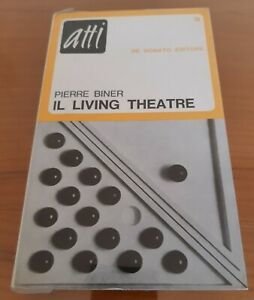 atti
DE DONATO EDITORE
PIERRE BINER
IL LIVING THEATRE